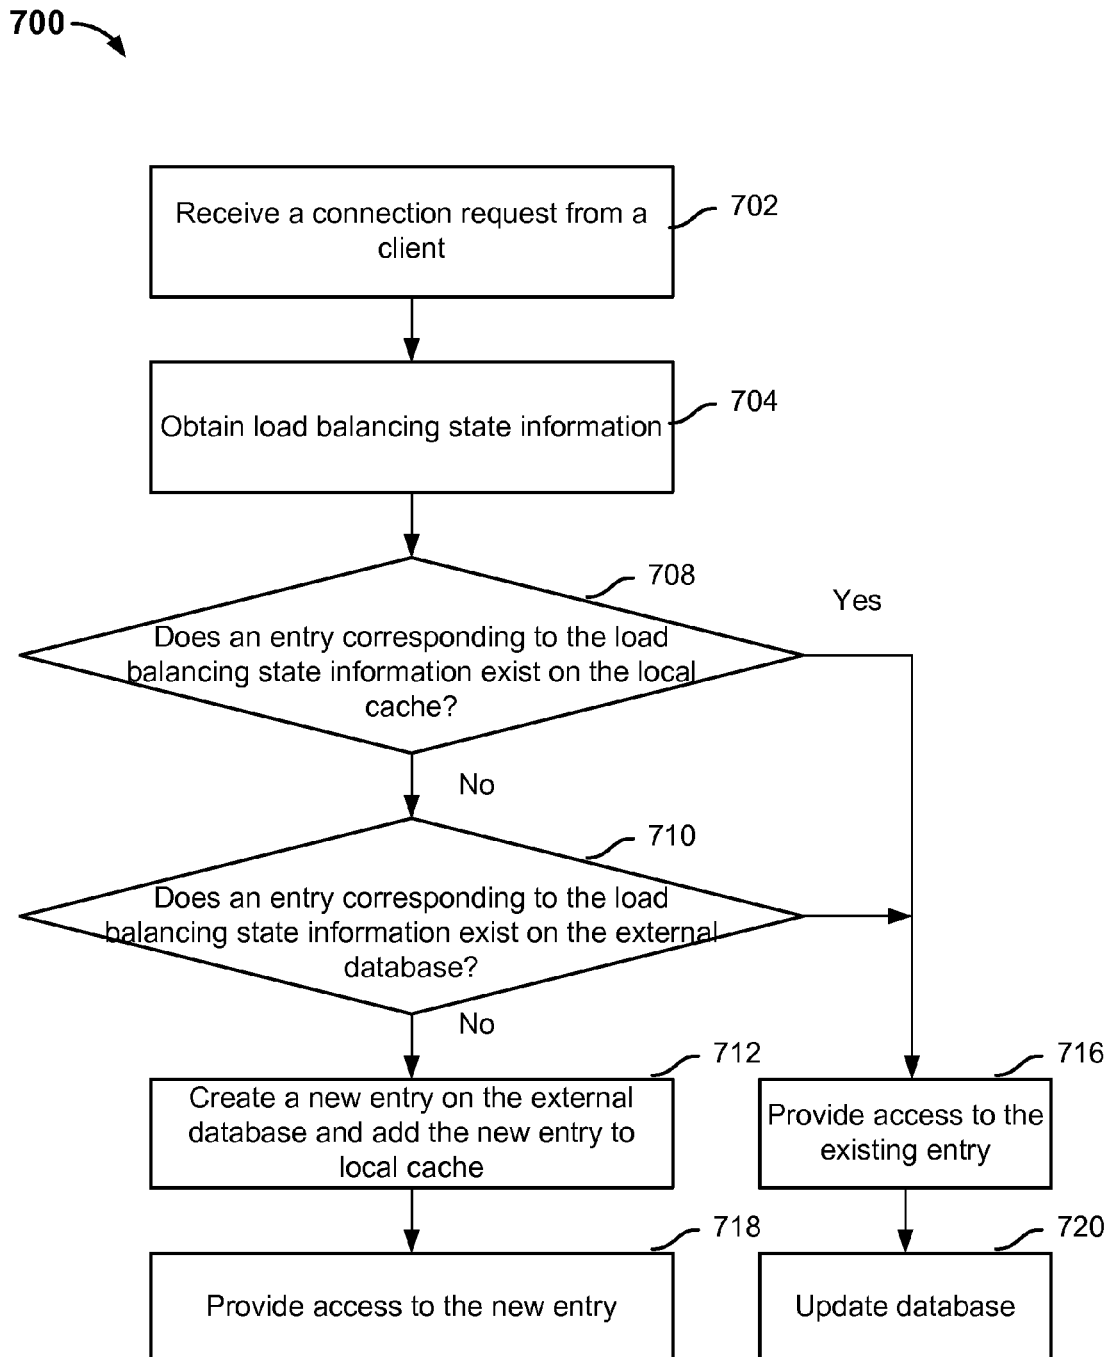 700
Receive a connection request from a
client
702
Obtain load balancing state information
704
708
Yes
Does an entry corresponding to the load
balancing state information exist on the local
cache?
No
710
Does an entry corresponding to the load
balancing state information exist on the external
database?
No
712
Create a new entry on the external
database and add the new entry to
local cache
716
Provide access to the
existing entry
718
Provide access to the new entry
720
Update database